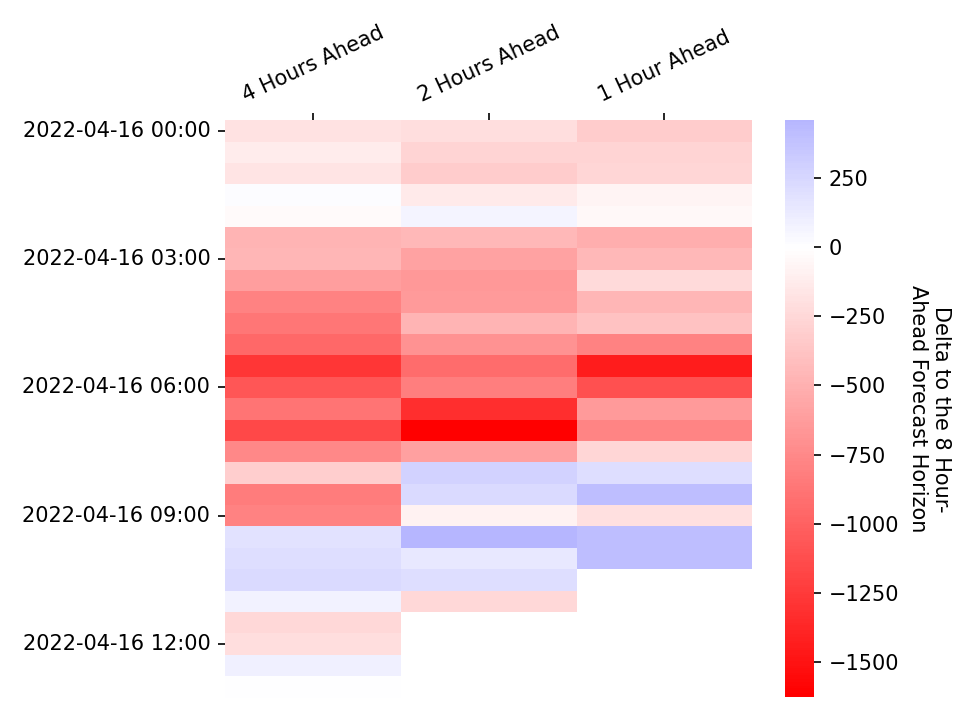 4 Hours Ahead
2 Hours Ahead
1 Hour Ahead
2022-04-16 00:00
2022-04-16 03:00
2022-04-16 06:00
2022-04-16 09:00
2022-04-16 12:00
250
0
−250
−500
−750
−1000
−1250
−1500
Delta to the 8 Hour-
Ahead Forecast Horizon